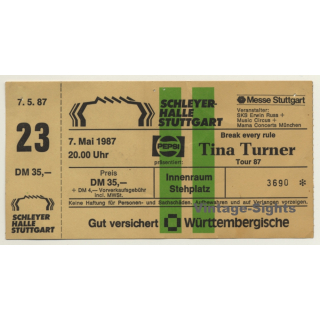 7. 5. 87
23
DM 35,—
SCHLEYER
HALLE
STUTTGART
SCHLEYER-
HALLE
STUTTGART
Messe Stuttgart
Veranstalter:
SKS Erwin Russ +
Music Circus +
Mama Concerts München
7. Mai 1987
20.00 Uhr
PEPSI
präsentiert:
Break every rule
Tina Turner
Tour 87
Preis
DM 35,—
+ DM 4,— Vorverkaufsgebühr
incl. MWSt.
Innenraum
Stehplatz
3690 *
Vintage-Sights
Keine Haftung für Personen- und Sachschäden. Aufbewahren und auf Verlangen vorzeigen.
Gut versichert Württembergische